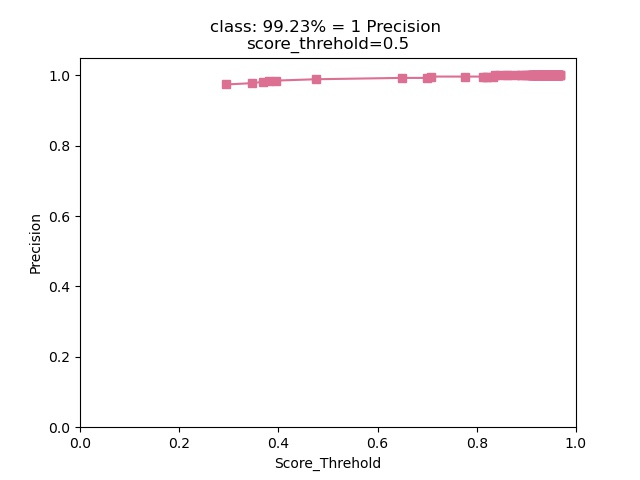 class: 99.23% = 1 Precision
score_threhold=0.5
1.0
0.8
0.6
0.4
0.2
0.0
Precision
0.0 0.2 0.4 0.6 0.8 1.0
Score_Threhold